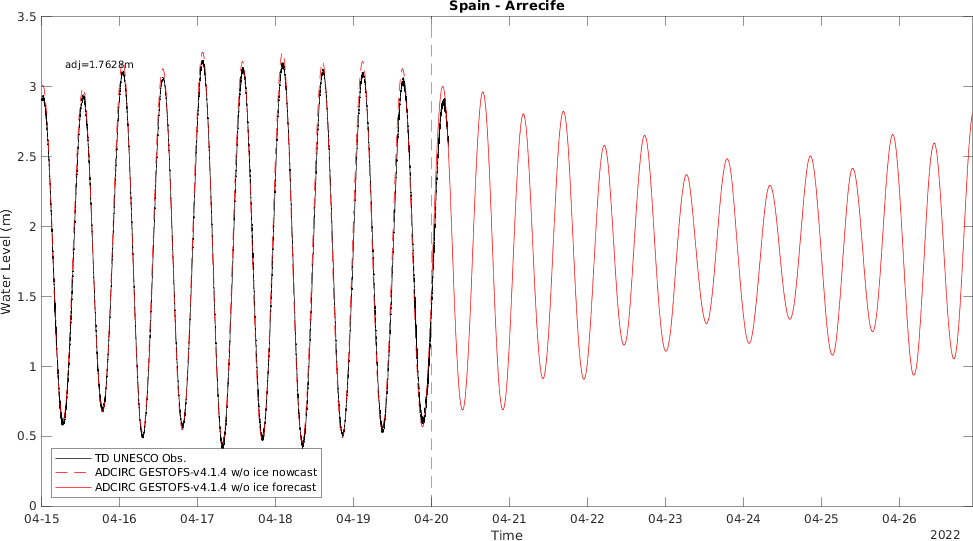 Spain - Arrecife
adj=1.7628m
Water Level (m)
3.5
3
2.5
2
1.5
1
0.5
0
TD UNESCO Obs.
ADCIRC GESTOFS-v4.1.4 w/o ice nowcast
ADCIRC GESTOFS-v4.1.4 w/o ice forecast
04-15 04-16 04-17 04-18 04-19 04-20 04-21 04-22 04-23 04-24 04-25 04-26
Time
2022